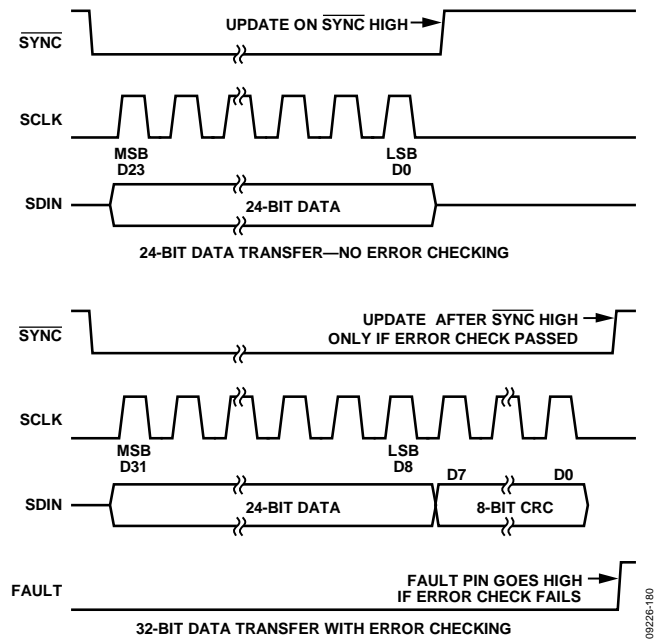 UPDATE ON SYNC HIGH
SYNC
SCLK
MSB
D23
LSB
D0
SDIN
24-BIT DATA
24-BIT DATA TRANSFER—NO ERROR CHECKING
UPDATE AFTER SYNC HIGH
ONLY IF ERROR CHECK PASSED
SYNC
SCLK
MSB
D31
LSB
D8
D7
D0
SDIN
24-BIT DATA
8-BIT CRC
FAULT
FAULT PIN GOES HIGH
IF ERROR CHECK FAILS
32-BIT DATA TRANSFER WITH ERROR CHECKING
09226-180